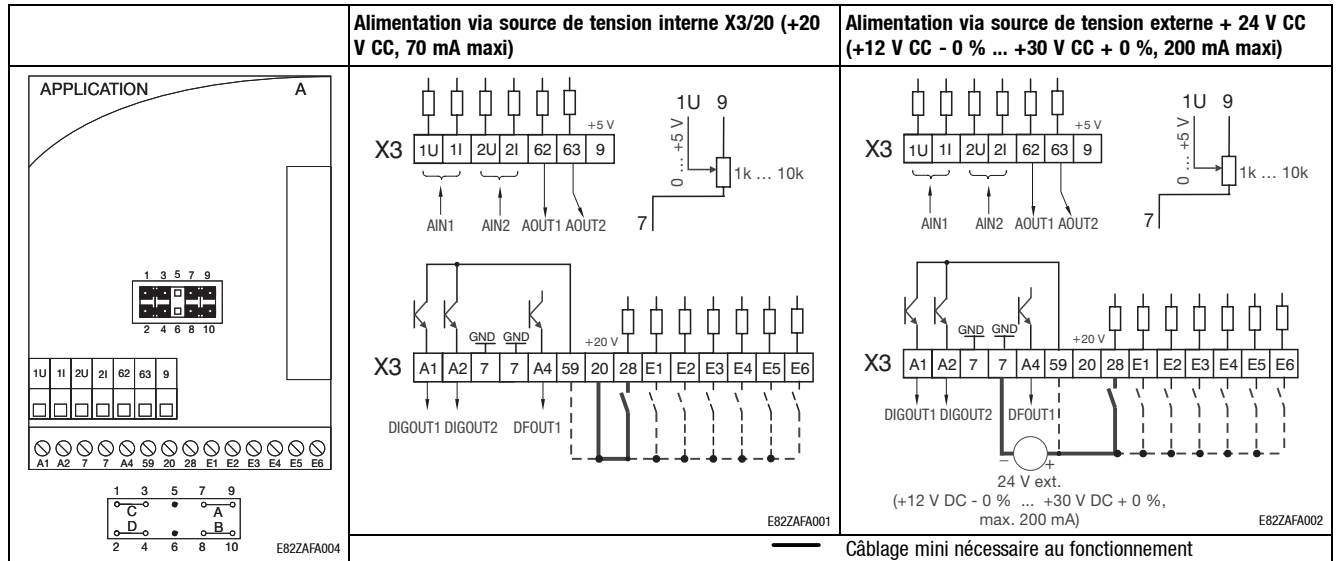 Alimentation via source de tension interne X3/20 (+20
V CC, 70 mA maxi)
Alimentation via source de tension externe + 24 V CC
(+12 V CC - 0 % ... +30 V CC + 0 %, 200 mA maxi)
APPLICATION A
1 3 5 7 9
2 4 6 8 10
1U 1I 2U 2I 62 63 9
A1 A2 7 7 A4 59 20 28 E1 E2 E3 E4 E5 E6
1 3 5 7 9
C A
D B
2 4 6 8 10
E82ZAFA004
1U 9
+5 V
X3 1U 1I 2U 2I 62 63 9
0 ... +5 V
1k ... 10k
7
AIN1 AIN2 AOUT1 AOUT2
GND GND
+20 V
X3 A1 A2 7 7 A4 59 20 28 E1 E2 E3 E4 E5 E6
DIGOUT1 DIGOUT2 DFOUT1
E82ZAFA001
1U 9
+5 V
X3 1U 1I 2U 2I 62 63 9
0 ... +5 V
1k ... 10k
7
AIN1 AIN2 AOUT1 AOUT2
GND GND
+20 V
X3 A1 A2 7 7 A4 59 20 28 E1 E2 E3 E4 E5 E6
DIGOUT1 DIGOUT2 DFOUT1
− +
24 V ext.
(+12 V DC - 0 % ... +30 V DC + 0 %,
max. 200 mA)
E82ZAFA002
Câblage mini nécessaire au fonctionnement